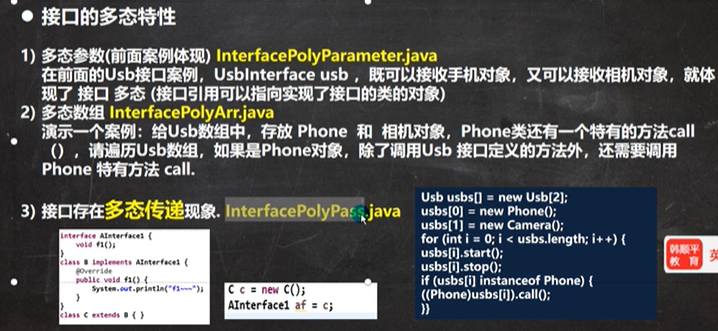 ● 接口的多态特性
1) 多态参数(前面案例体现) InterfacePolyParameter.java
在前面的Usb接口案例，UsbInterface usb ，既可以接收手机对象，又可以接收相机对象，就体
现了 接口 多态 (接口引用可以指向实现了接口的类的对象)
2) 多态数组 InterfacePolyArr.java
演示一个案例：给Usb数组中，存放 Phone 和 相机对象，Phone类还有一个特有的方法call
（），请遍历Usb数组，如果是Phone对象，除了调用Usb 接口定义的方法外，还需要调用
Phone 特有方法 call.
3) 接口存在多态传递现象. InterfacePolyPass.java
interface AInterface1 {
void f1();
}
class B implements AInterface1 {
@Override
public void f1() {
System.out.println("f1~~~");
}
}
class C extends B { }
C c = new C();
AInterface1 af = c;
Usb usbs[] = new Usb[2];
usbs[0] = new Phone();
usbs[1] = new Camera();
for (int i = 0; i < usbs.length; i++) {
usbs[i].start();
usbs[i].stop();
if (usbs[i] instanceof Phone) {
((Phone)usbs[i]).call();
}}
韩顺平
教 育
英